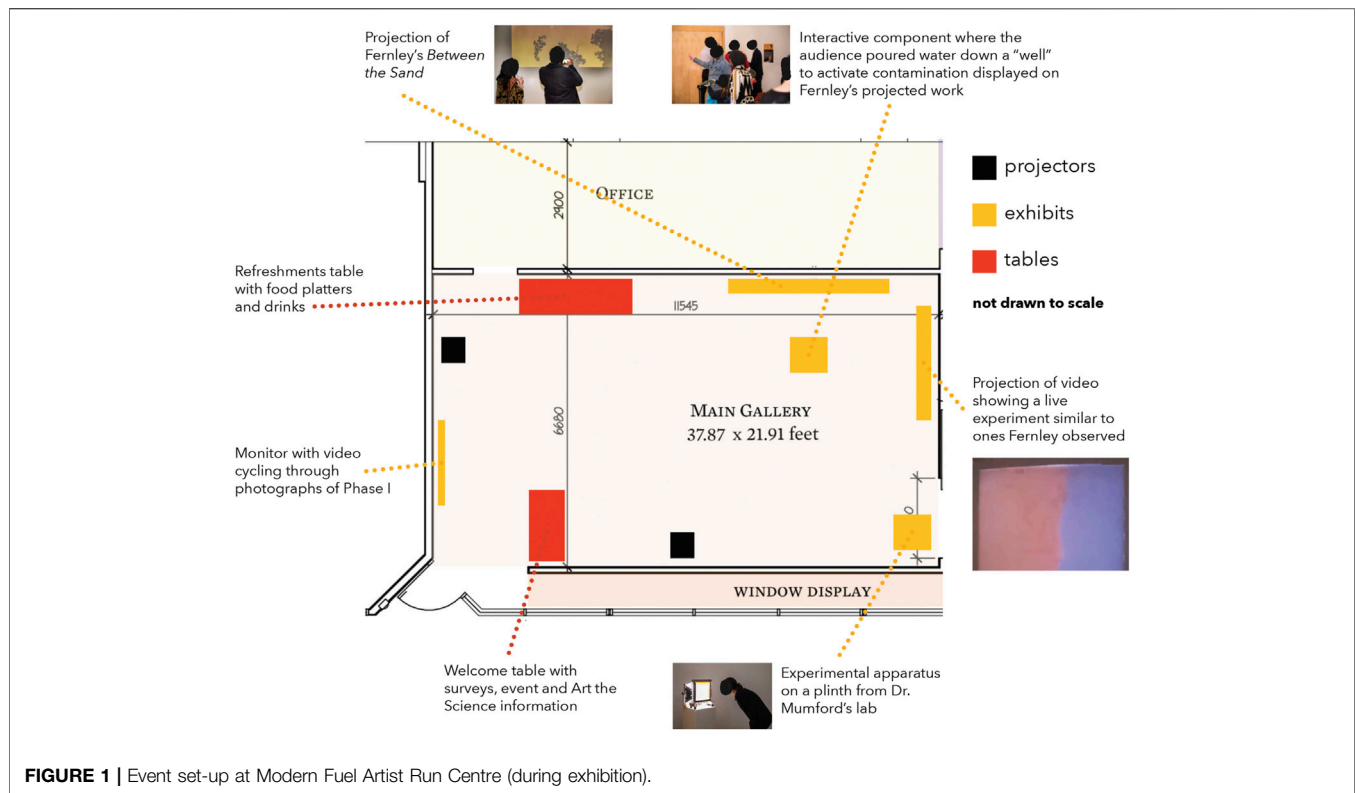 Projection of
Fernley's Between
the Sand
Interactive component where the
audience poured water down a "well"
to activate contamination displayed on
Fernley's projected work
projectors
exhibits
tables
not drawn to scale
OFFICE
2400
Refreshments table
with food platters
and drinks
11545
MAIN GALLERY
37.87 x 21.91 feet
6680
Projection of video
showing a live
experiment similar to
ones Fernley observed
Monitor with video
cycling through
photographs of Phase I
0
WINDOW DISPLAY
Welcome table with
surveys, event and Art the
Science information
Experimental apparatus
on a plinth from Dr.
Mumford's lab
FIGURE 1 | Event set-up at Modern Fuel Artist Run Centre (during exhibition).